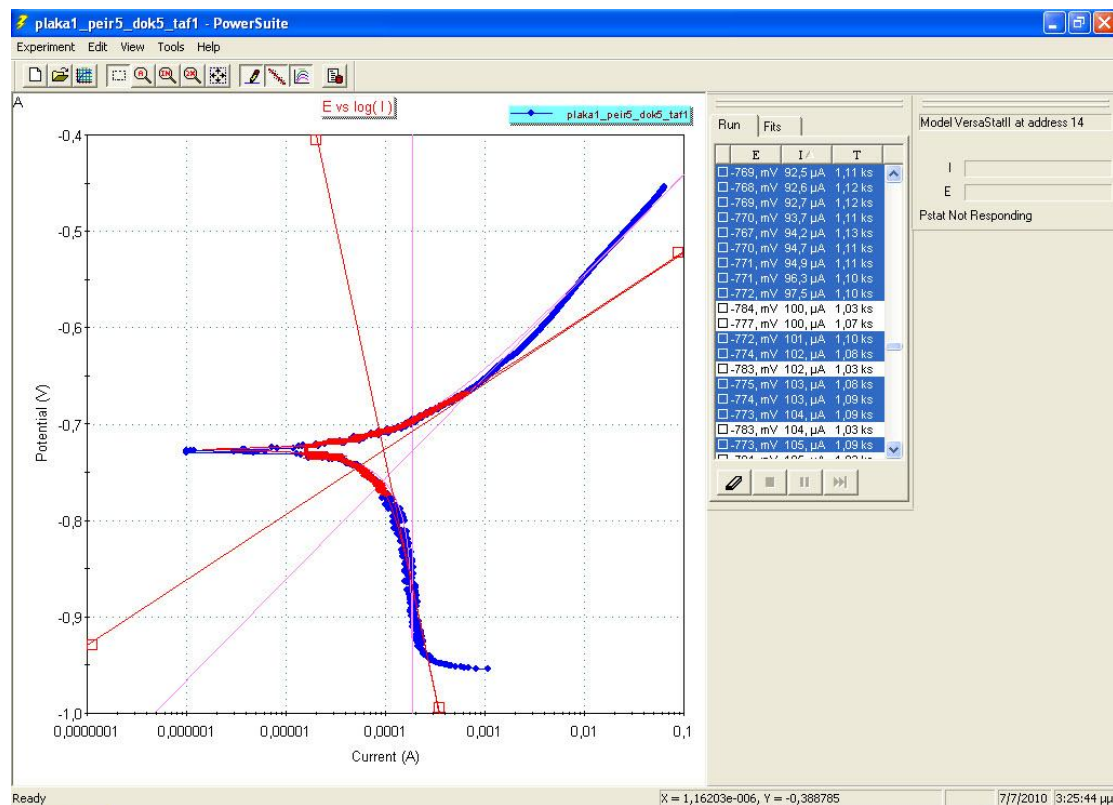 plaka1_peir5_dok5_taf1 - PowerSuite
Experiment Edit View Tools Help
A
E vs log( I )
plaka1_peir5_dok5_taf1
-0,4
-0,5
-0,6
-0,7
-0,8
-0,9
-1,0
Potential (V)
0,0000001 0,000001 0,00001 0,0001 0,001 0,01 0,1
Current (A)
Run Fits
E I T
-769, mV 92,5 µA 1,11 ks
-768, mV 92,6 µA 1,12 ks
-769, mV 92,7 µA 1,12 ks
-770, mV 93,7 µA 1,11 ks
-767, mV 94,2 µA 1,13 ks
-770, mV 94,7 µA 1,11 ks
-771, mV 94,9 µA 1,11 ks
-771, mV 96,3 µA 1,10 ks
-772, mV 97,5 µA 1,10 ks
-784, mV 100, µA 1,03 ks
-777, mV 100, µA 1,07 ks
-772, mV 101, µA 1,10 ks
-774, mV 102, µA 1,08 ks
-783, mV 102, µA 1,03 ks
-775, mV 103, µA 1,08 ks
-774, mV 103, µA 1,09 ks
-773, mV 104, µA 1,09 ks
-783, mV 104, µA 1,03 ks
-773, mV 105, µA 1,09 ks
Model VersaStatII at address 14
I
E
Pstat Not Responding
Ready
X = 1,16203e-006, Y = -0,388785
7/7/2010 3:25:44 μμ